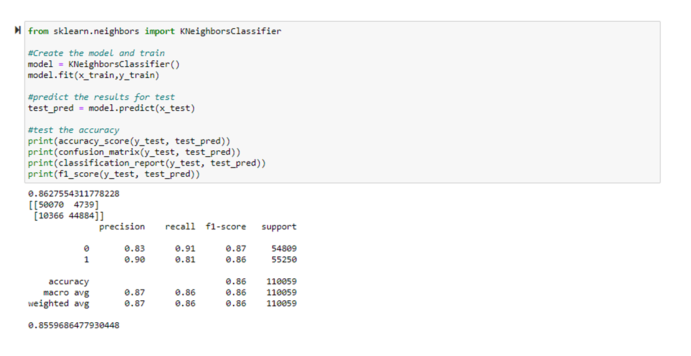 from sklearn.neighbors import KNeighborsClassifier
#Create the model and train
model = KNeighborsClassifier()
model.fit(x_train,y_train)
#predict the results for test
test_pred = model.predict(x_test)
#test the accuracy
print(accuracy_score(y_test, test_pred))
print(confusion_matrix(y_test, test_pred))
print(classification_report(y_test, test_pred))
print(f1_score(y_test, test_pred))
0.8627554311778228
[[50070 4739]
[10366 44884]]
precision recall f1-score support
0 0.83 0.91 0.87 54809
1 0.90 0.81 0.86 55250
accuracy 0.86 110059
macro avg 0.87 0.86 0.86 110059
weighted avg 0.87 0.86 0.86 110059
0.8559686477930448